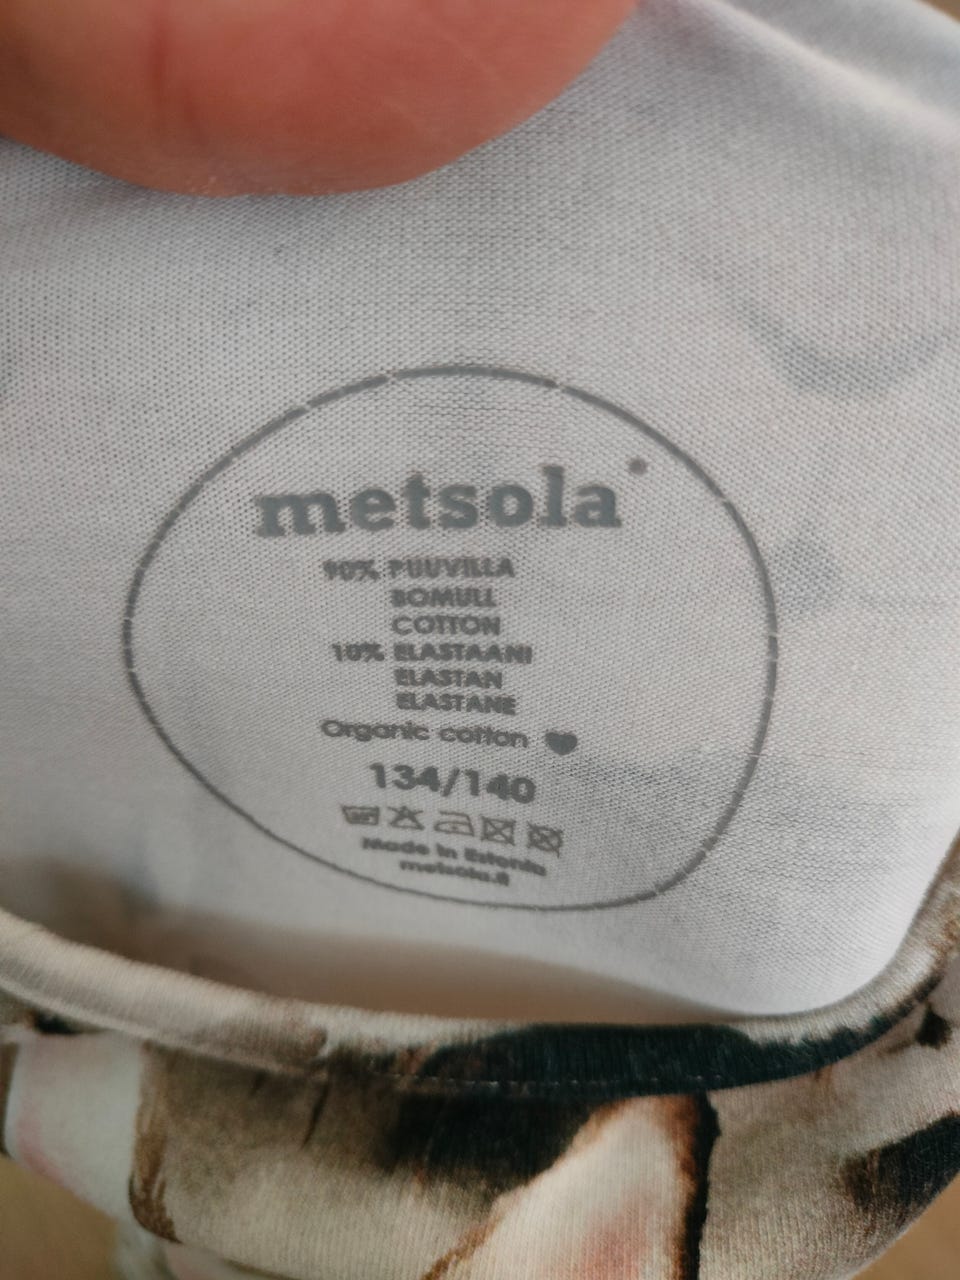 metsola
90% PUUVILLA
BOMULL
COTTON
10% ELASTAANI
ELASTAN
ELASTANE
Organic cotton
134/140
Made in Estonia
metsola.fi